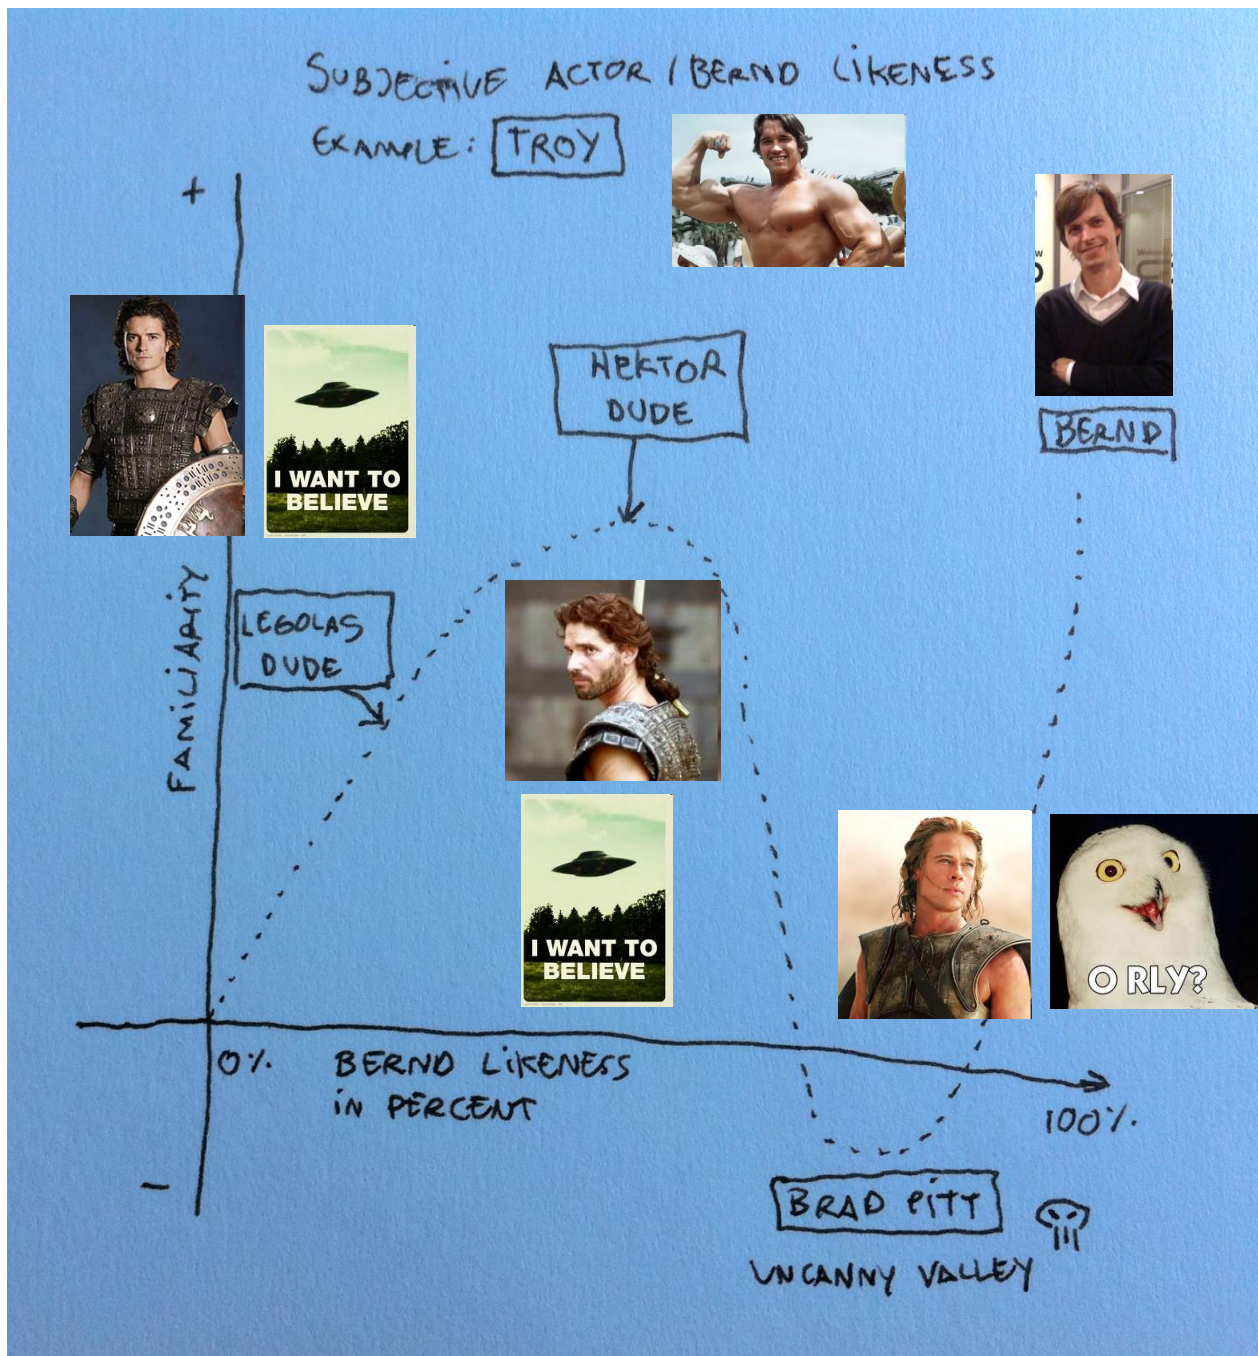 SUBJECTIVE ACTOR / BERND LIKENESS
EXAMPLE: TROY
+
HEKTOR
DUDE
BERND
I WANT TO
BELIEVE
FAMILIARITY
LEGOLAS
DUDE
I WANT TO
BELIEVE
O RLY?
0%
BERND LIKENESS
IN PERCENT
100%
-
BRAD PITT
UNCANNY VALLEY